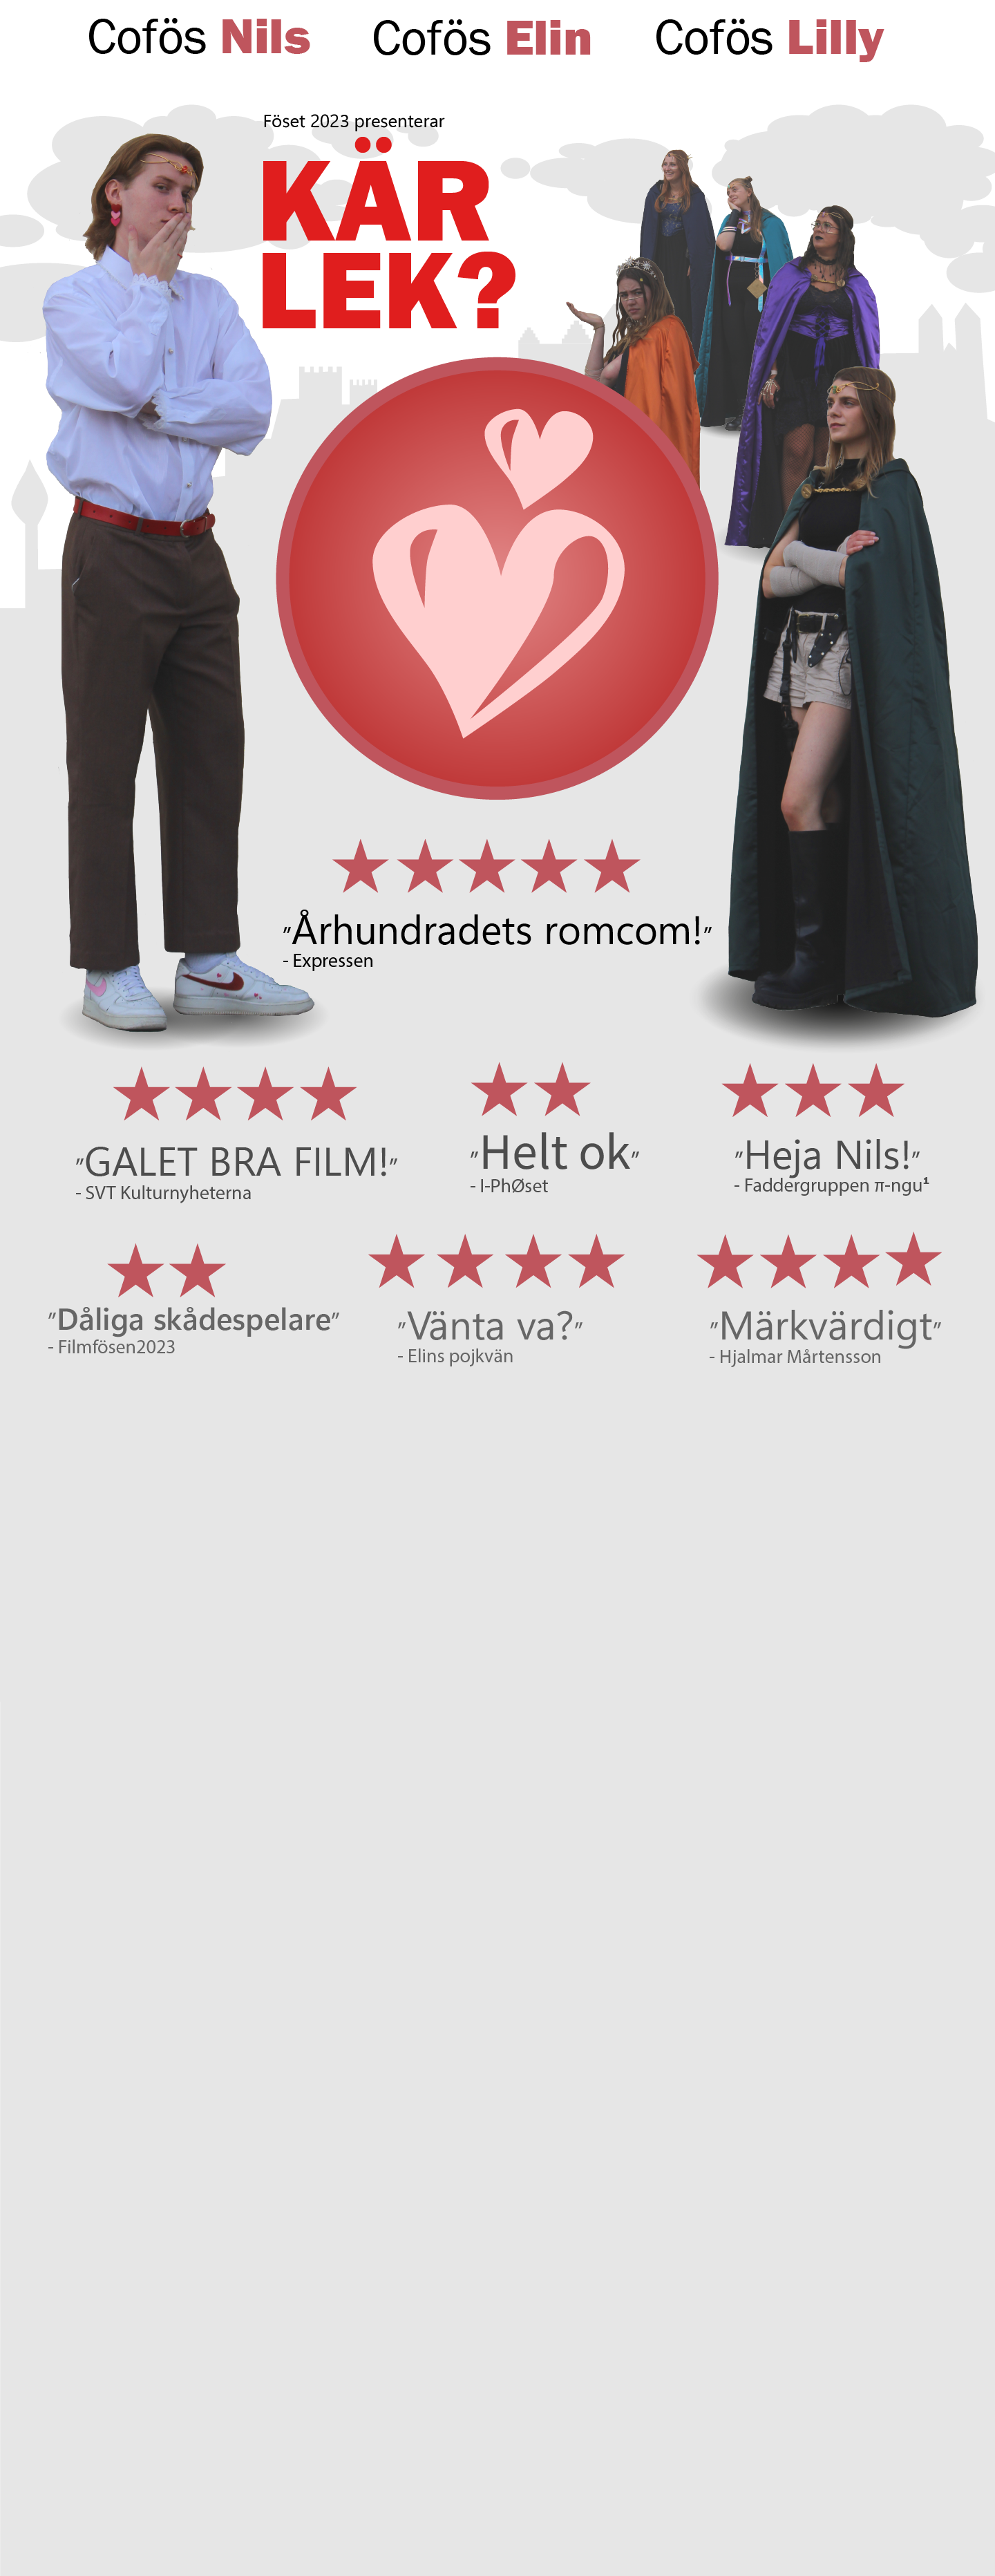 Cofös Nils
Cofös Elin
Cofös Lilly
Föset 2023 presenterar
KÄR
LEK?
”Århundradets romcom!”
- Expressen
”GALET BRA FILM!”
- SVT Kulturnyheterna
”Helt ok”
- I-PhØset
”Heja Nils!”
- Faddergruppen π-ngu¹
”Dåliga skådespelare”
- Filmfösen2023
”Vänta va?”
- Elins pojkvän
”Märkvärdigt”
- Hjalmar Mårtensson